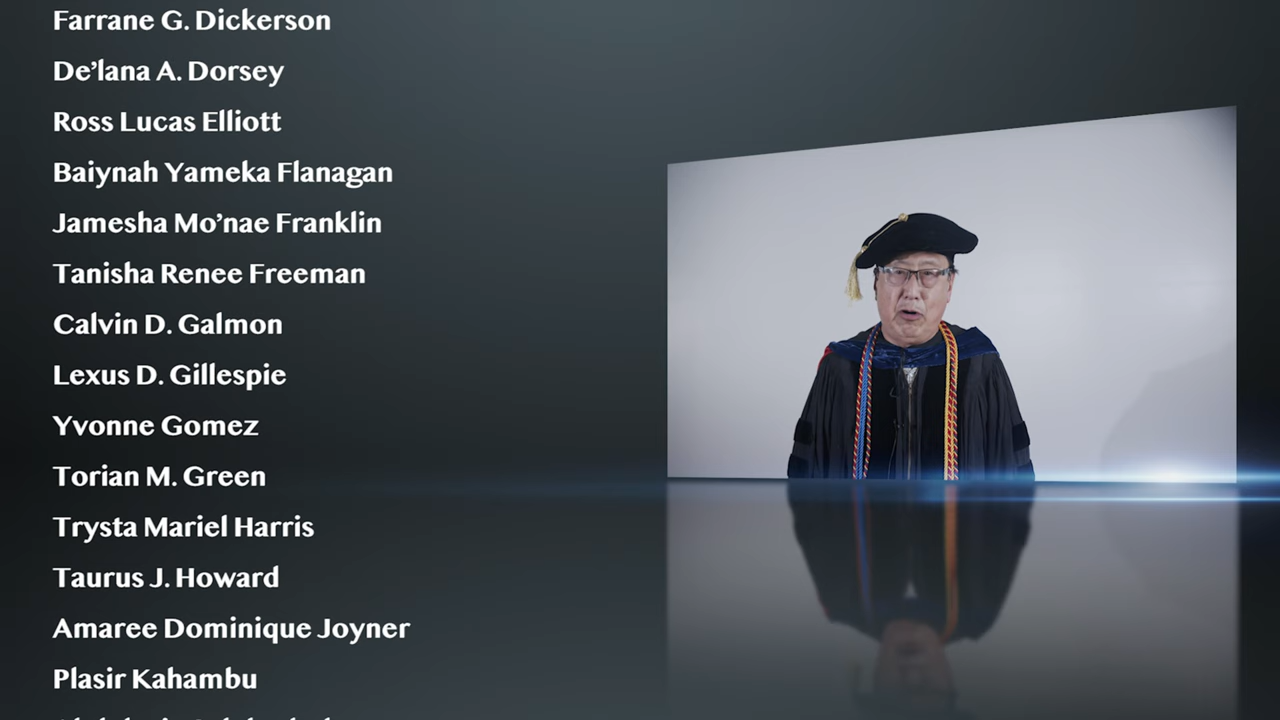 Farrane G. Dickerson
De’lana A. Dorsey
Ross Lucas Elliott
Baiynah Yameka Flanagan
Jamesha Mo’nae Franklin
Tanisha Renee Freeman
Calvin D. Galmon
Lexus D. Gillespie
Yvonne Gomez
Torian M. Green
Trysta Mariel Harris
Taurus J. Howard
Amaree Dominique Joyner
Plasir Kahambu